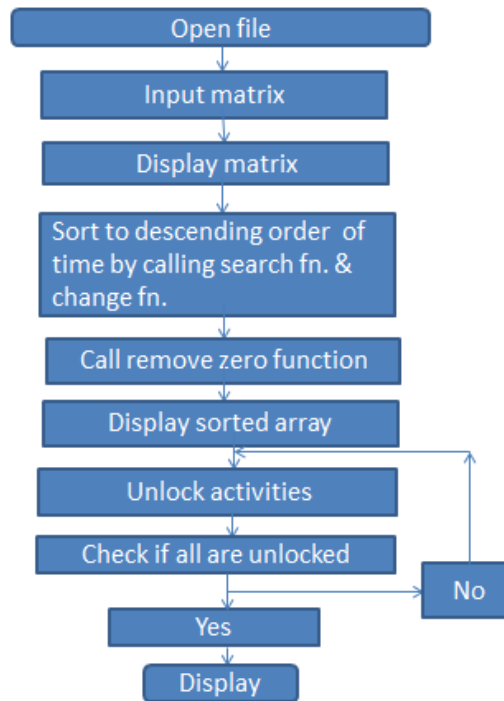 Open file
Input matrix
Display matrix
Sort to descending order of
time by calling search fn. &
change fn.
Call remove zero function
Display sorted array
Unlock activities
Check if all are unlocked
No
Yes
Display